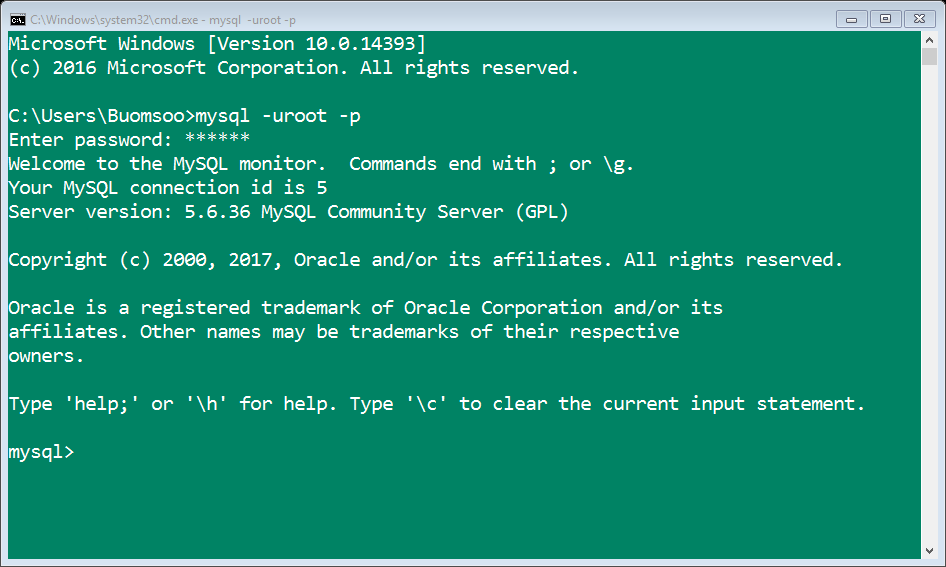 C:\Windows\system32\cmd.exe - mysql  -uroot -p
Microsoft Windows [Version 10.0.14393]
(c) 2016 Microsoft Corporation. All rights reserved.
C:\Users\Buomsoo>mysql -uroot -p
Enter password: ******
Welcome to the MySQL monitor.  Commands end with ; or \g.
Your MySQL connection id is 5
Server version: 5.6.36 MySQL Community Server (GPL)
Copyright (c) 2000, 2017, Oracle and/or its affiliates. All rights reserved.
Oracle is a registered trademark of Oracle Corporation and/or its
affiliates. Other names may be trademarks of their respective
owners.
Type 'help;' or '\h' for help. Type '\c' to clear the current input statement.
mysql>